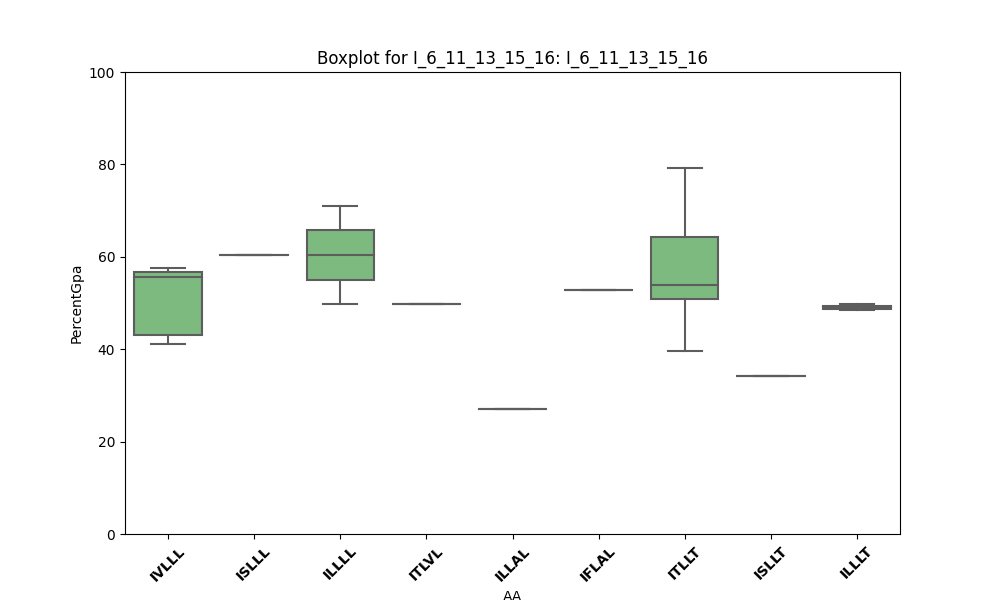 Boxplot for I_6_11_13_15_16: I_6_11_13_15_16
100
80
60
40
20
0
PercentGpa
IVLLL
ISLLL
ILLLL
ITLVL
ILLAL
IFLAL
ITLLT
ISLLT
ILLLT
AA